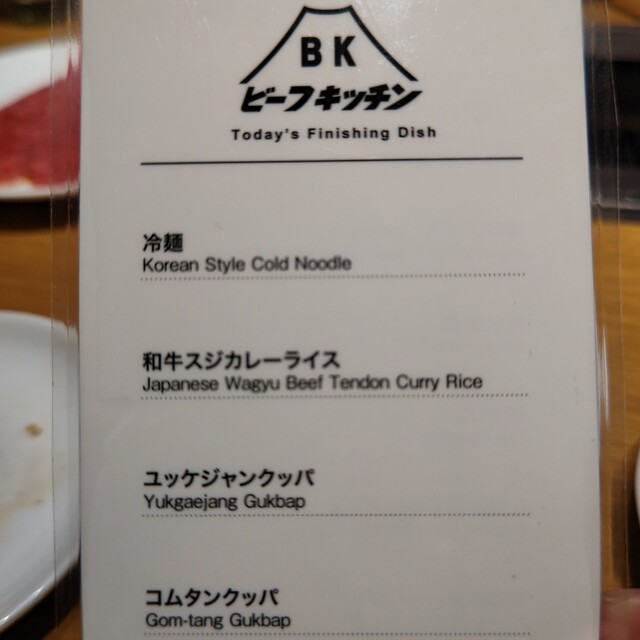 BK
ビーフキッチン
Today's Finishing Dish
冷麺
Korean Style Cold Noodle
和牛スジカレーライス
Japanese Wagyu Beef Tendon Curry Rice
ユッケジャンクッパ
Yukgaejang Gukbap
コムタンクッパ
Gom-tang Gukbap